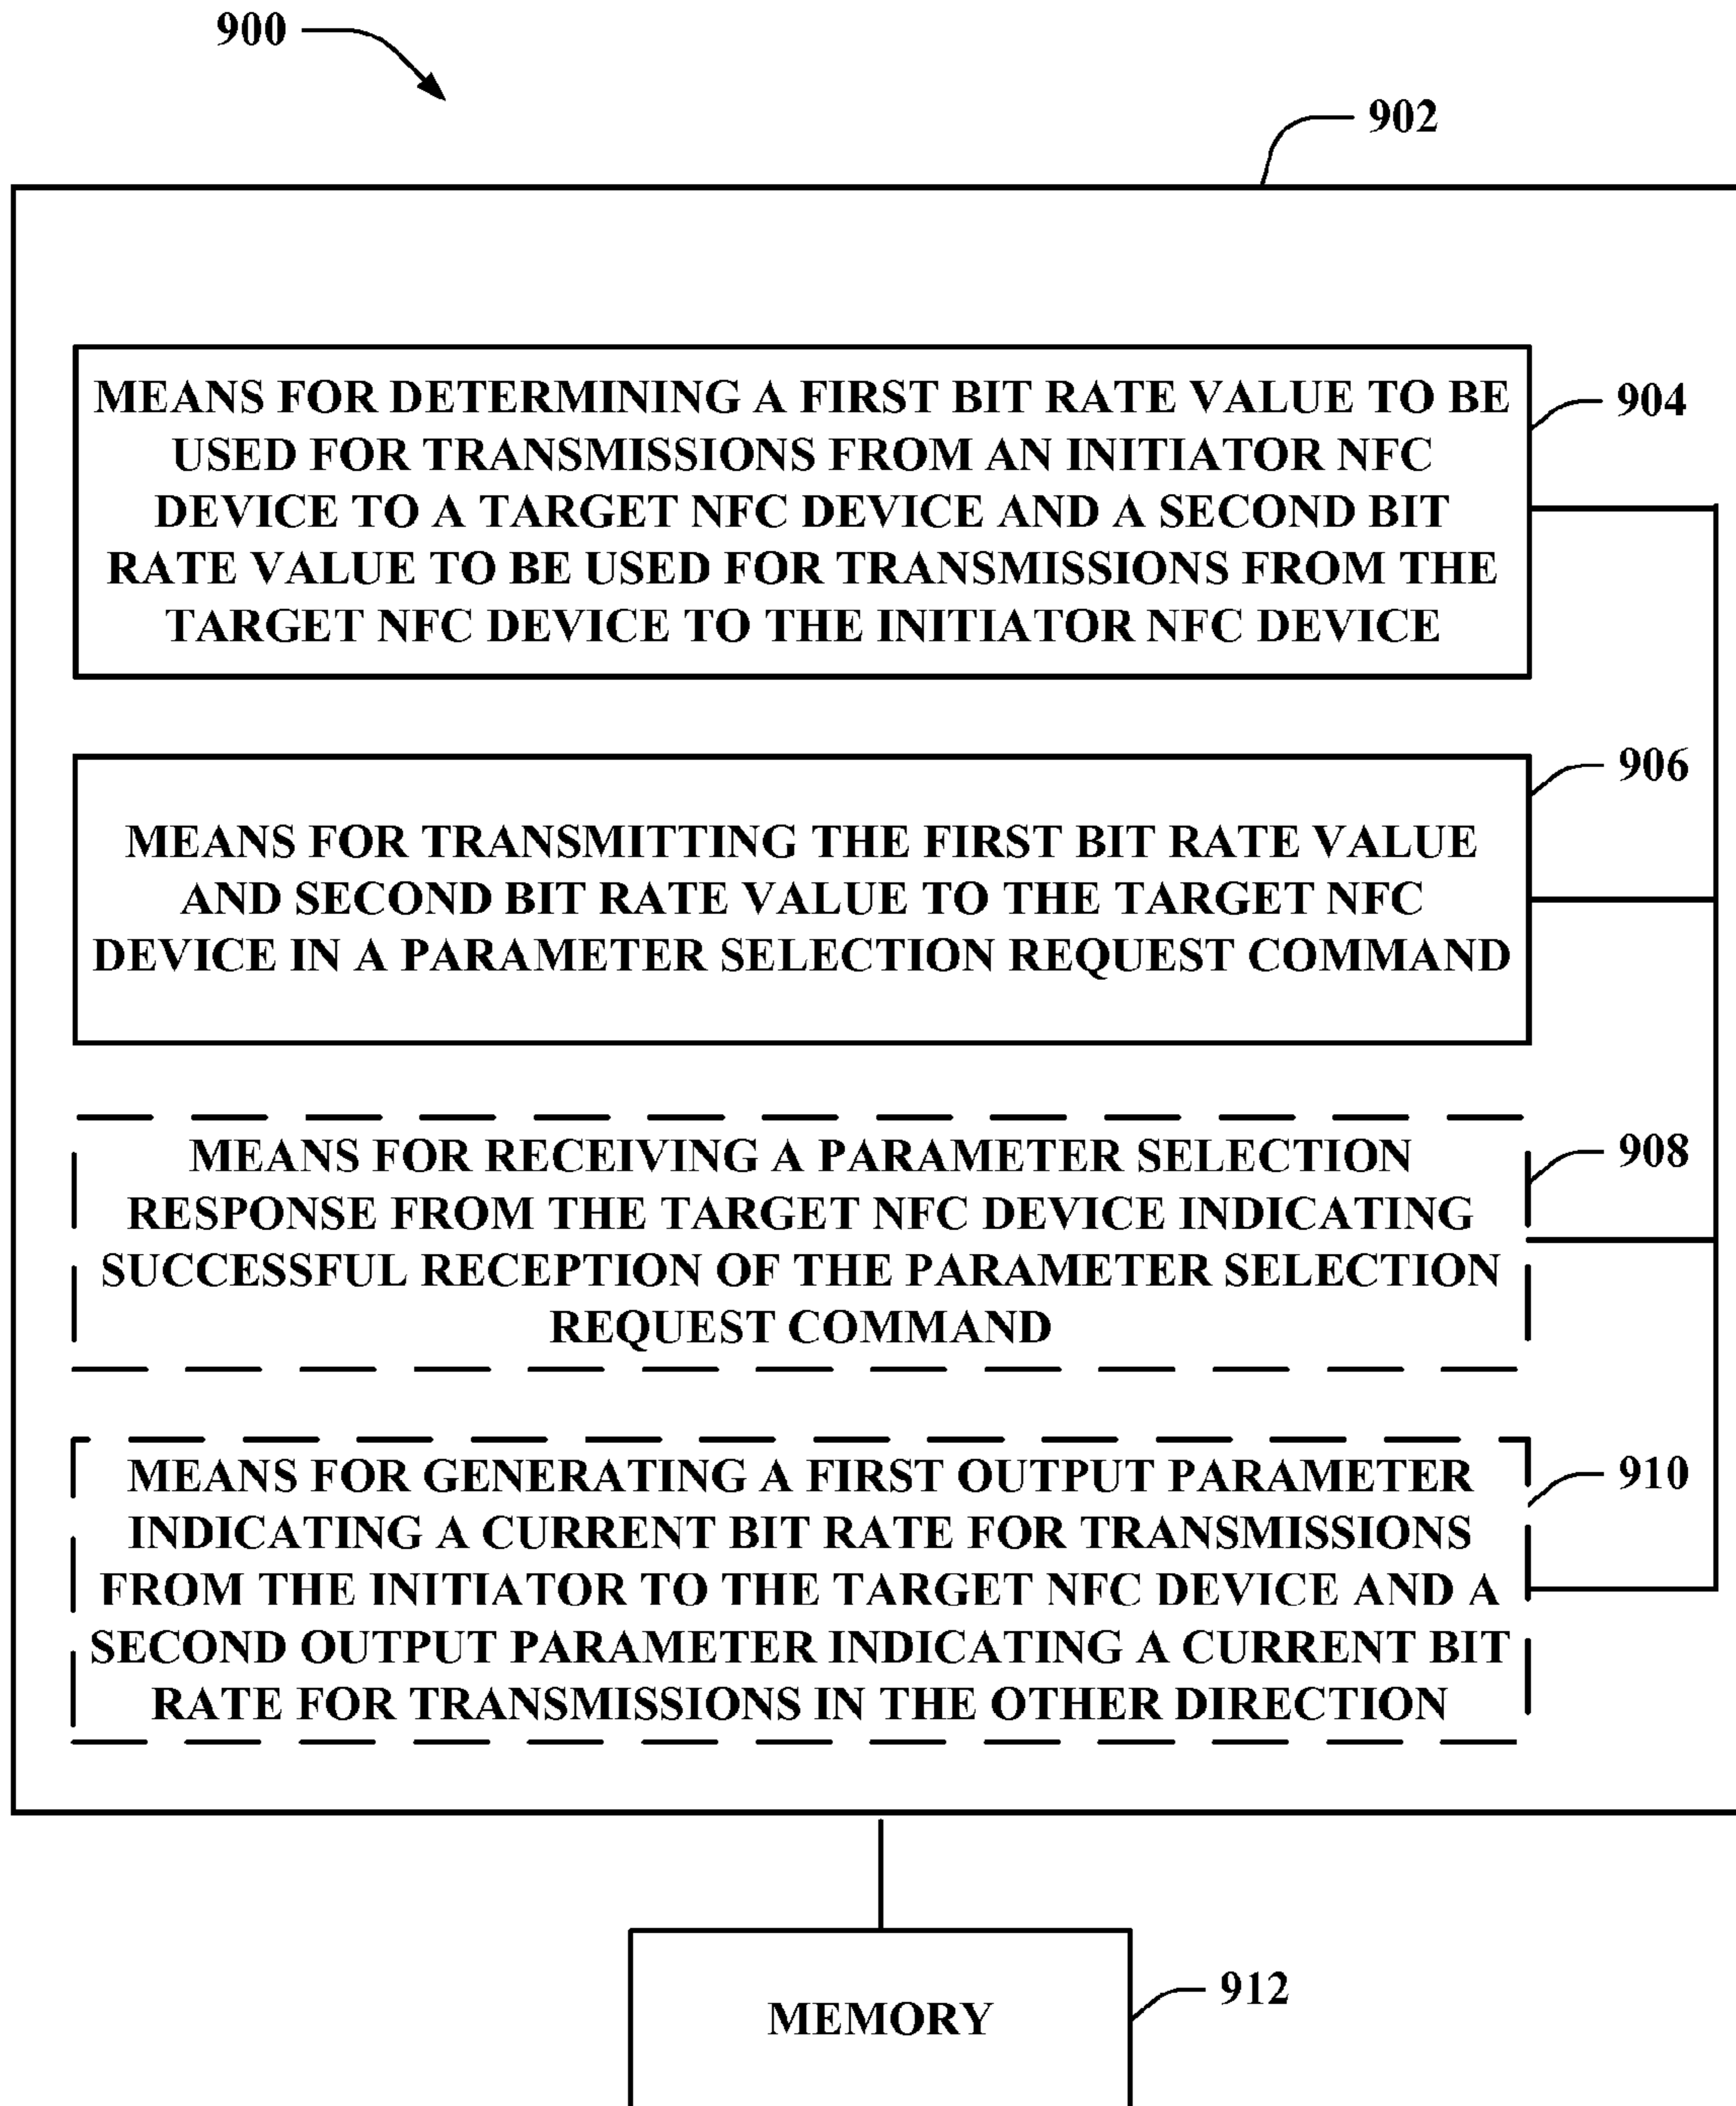 900
902
MEANS FOR DETERMINING A FIRST BIT RATE VALUE TO BE
USED FOR TRANSMISSIONS FROM AN INITIATOR NFC
DEVICE TO A TARGET NFC DEVICE AND A SECOND BIT
RATE VALUE TO BE USED FOR TRANSMISSIONS FROM THE
TARGET NFC DEVICE TO THE INITIATOR NFC DEVICE
904
MEANS FOR TRANSMITTING THE FIRST BIT RATE VALUE
AND SECOND BIT RATE VALUE TO THE TARGET NFC
DEVICE IN A PARAMETER SELECTION REQUEST COMMAND
906
MEANS FOR RECEIVING A PARAMETER SELECTION
RESPONSE FROM THE TARGET NFC DEVICE INDICATING
SUCCESSFUL RECEPTION OF THE PARAMETER SELECTION
REQUEST COMMAND
908
MEANS FOR GENERATING A FIRST OUTPUT PARAMETER
INDICATING A CURRENT BIT RATE FOR TRANSMISSIONS
FROM THE INITIATOR TO THE TARGET NFC DEVICE AND A
SECOND OUTPUT PARAMETER INDICATING A CURRENT BIT
RATE FOR TRANSMISSIONS IN THE OTHER DIRECTION
910
MEMORY
912